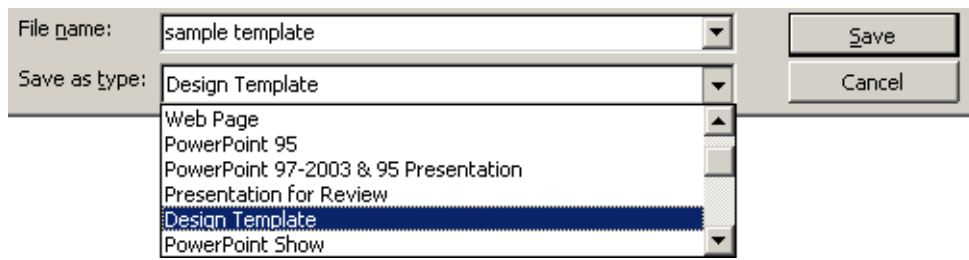 File name: sample template Save
Save as type: Design Template Cancel
Web Page
PowerPoint 95
PowerPoint 97-2003 & 95 Presentation
Presentation for Review
Design Template
PowerPoint Show